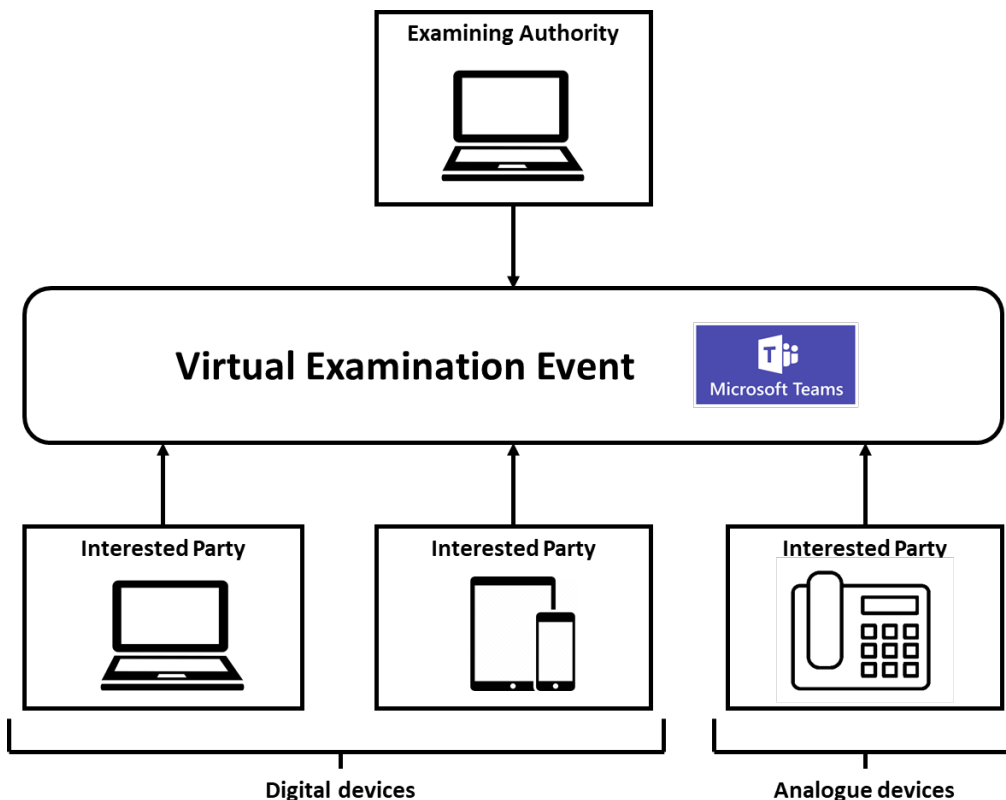 Examining Authority
Virtual Examination Event
Microsoft Teams
Interested Party
Interested Party
Interested Party
Digital devices
Analogue devices